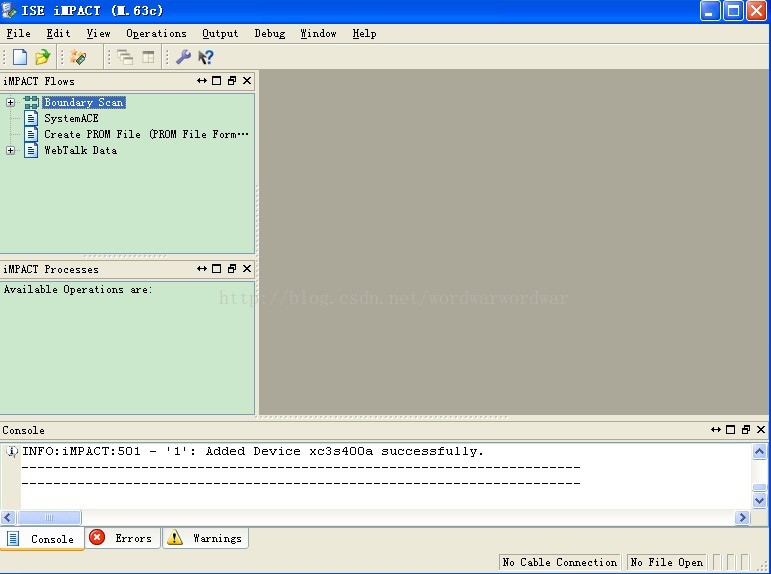 ISE iMPACT (M.63c)
File Edit View Operations Output Debug Window Help
iMPACT Flows
Boundary Scan
SystemACE
Create PROM File (PROM File Form...
WebTalk Data
iMPACT Processes
Available Operations are:
http://blog.csdn.net/wordwarwordwar
Console
INFO:iMPACT:501 - '1': Added Device xc3s400a successfully.
----------------------------------------------------------------------
----------------------------------------------------------------------
Console Errors Warnings
No Cable Connection No File Open